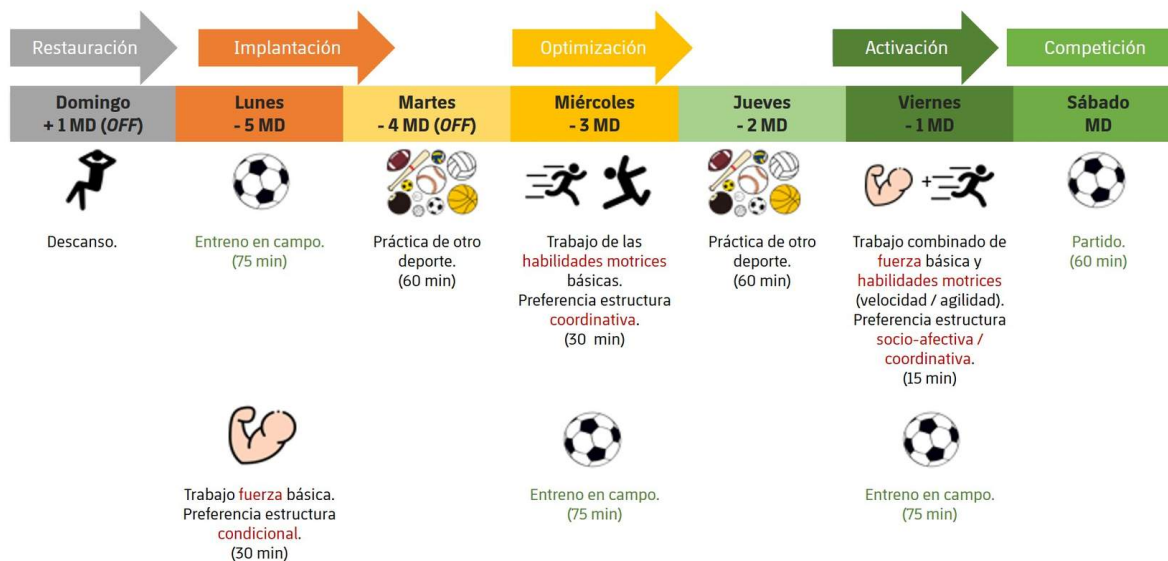 Restauración
Implantación
Optimización
Activación
Competición
Domingo
+ 1 MD (OFF)
Lunes
- 5 MD
Martes
- 4 MD (OFF)
Miércoles
- 3 MD
Jueves
- 2 MD
Viernes
- 1 MD
Sábado
MD
+
Descanso.
Entreno en campo.
(75 min)
Práctica de otro
deporte.
(60 min)
Trabajo de las
habilidades motrices
básicas.
Preferencia estructura
coordinativa.
(30 min)
Práctica de otro
deporte.
(60 min)
Trabajo combinado de
fuerza básica y
habilidades motrices
(velocidad / agilidad).
Preferencia estructura
socio-afectiva /
coordinativa.
(15 min)
Partido.
(60 min)
Trabajo fuerza básica.
Preferencia estructura
condicional.
(30 min)
Entreno en campo.
(75 min)
Entreno en campo.
(75 min)